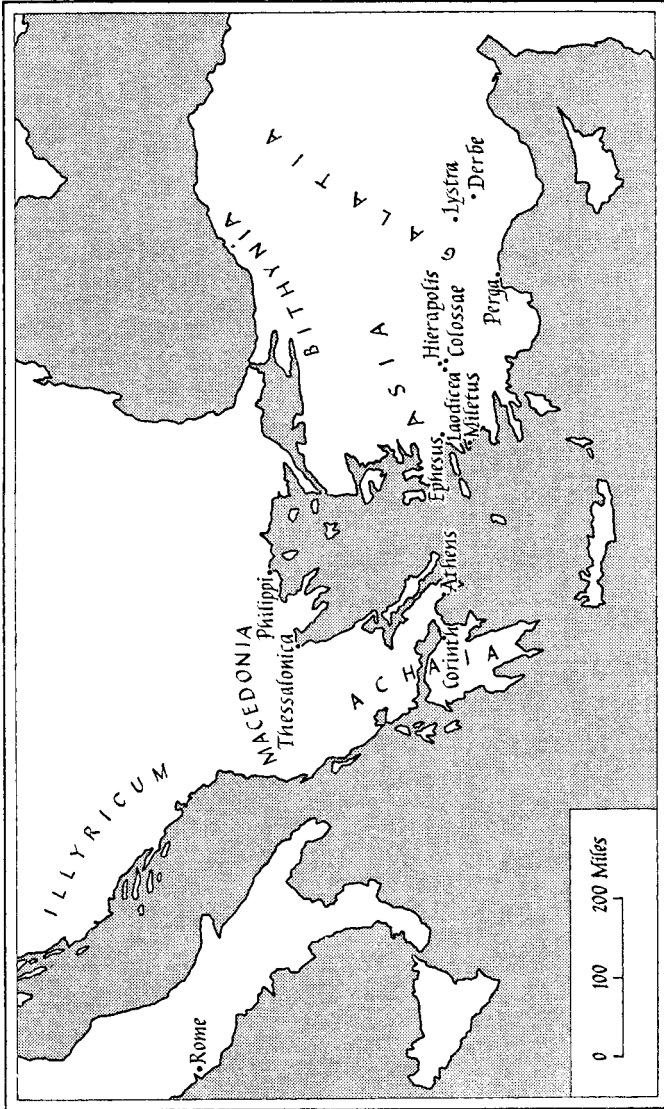 ILLYRICUM
MACEDONIA
Thessalonica
Philippi
ACHAIA
Corinth
Athens
Rome
BITHYNIA
ASIA
GALATIA
Ephesus
Laodicea
Miletus
Hierapolis
Colossae
Lystra
Derbe
Perga
0 100 200 Miles